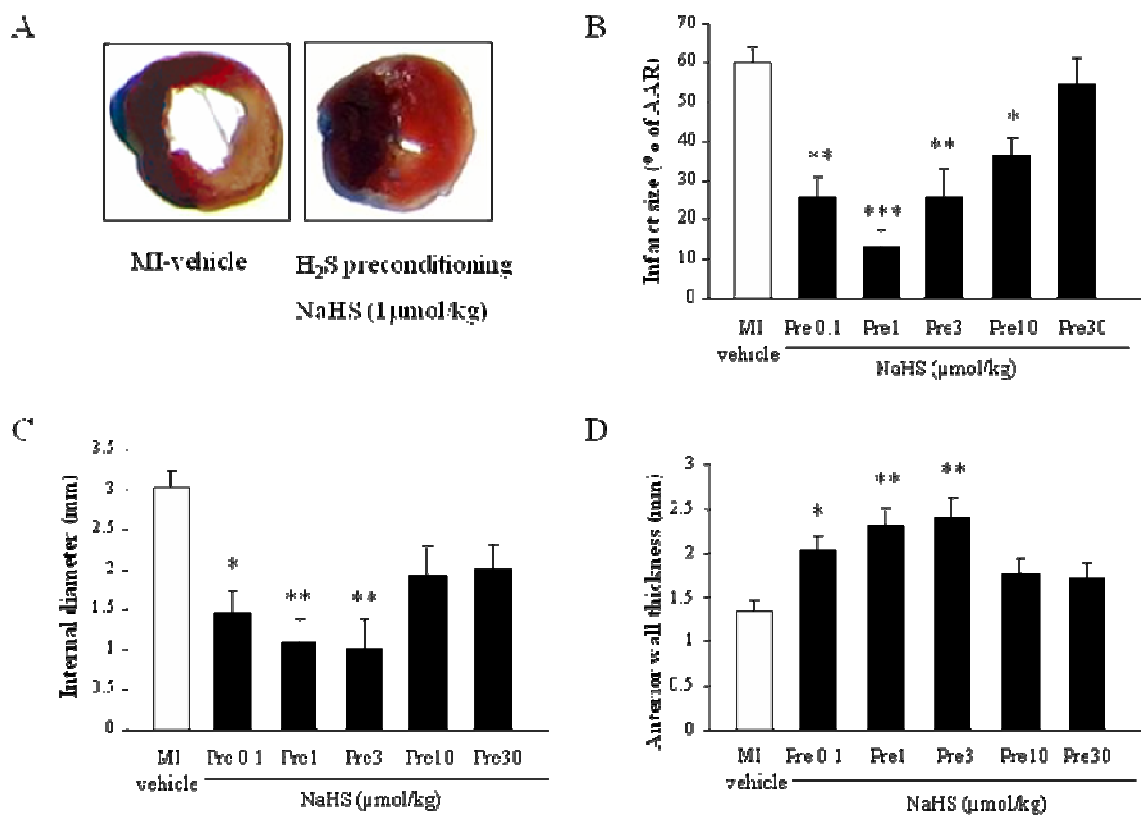 A
MI-vehicle
H₂S preconditioning
NaHS (1μmol/kg)
B
Infarct size (% of AAR)
70
60
50
40
30
20
10
0
** *** ** *
MI vehicle Pre 0.1 Pre1 Pre3 Pre10 Pre30
NaHS (μmol/kg)
C
Internal diameter (mm)
3.5
3
2.5
2
1.5
1
0.5
0
* ** **
MI vehicle Pre 0.1 Pre1 Pre3 Pre10 Pre30
NaHS (μmol/kg)
D
Anterior wall thickness (mm)
3
2.5
2
1.5
1
0.5
0
* ** **
MI vehicle Pre 0.1 Pre1 Pre3 Pre10 Pre30
NaHS (μmol/kg)